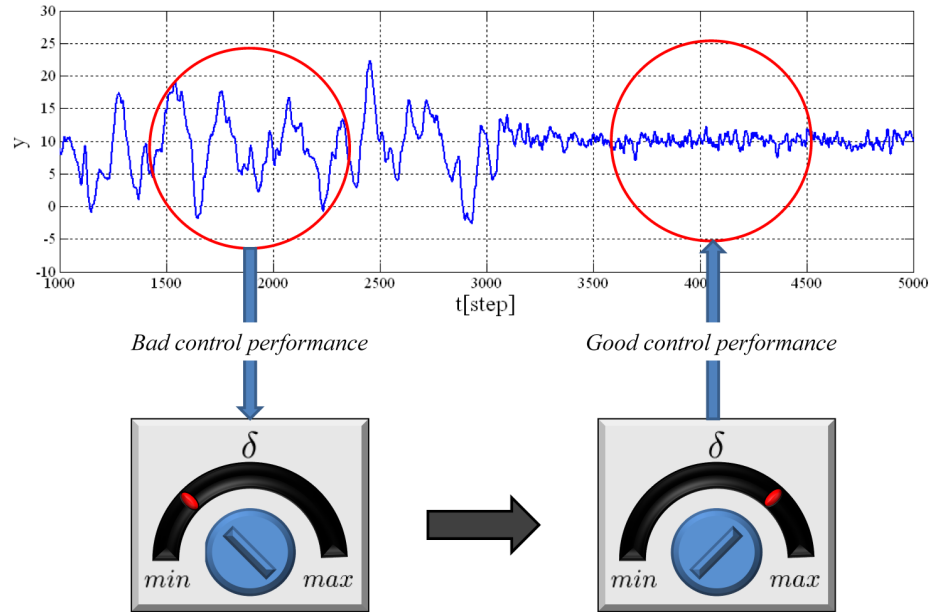 30
25
20
15
10
5
0
-5
-10
y
1000 1500 2000 2500 3000 3500 4000 4500 5000
t[step]
Bad control performance
Good control performance
δ
min max
δ
min max